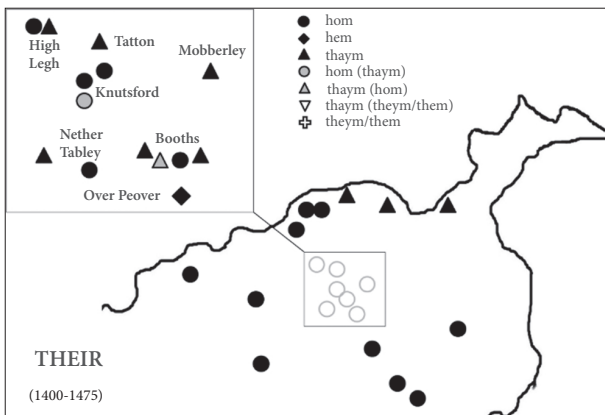 High
Legh
Tatton
Mobberley
Knutsford
Nether
Tabley
Booths
Over Peover
hom
hem
thaym
hom (thaym)
thaym (hom)
thaym (theym/them)
theym/them
THEIR
(1400-1475)